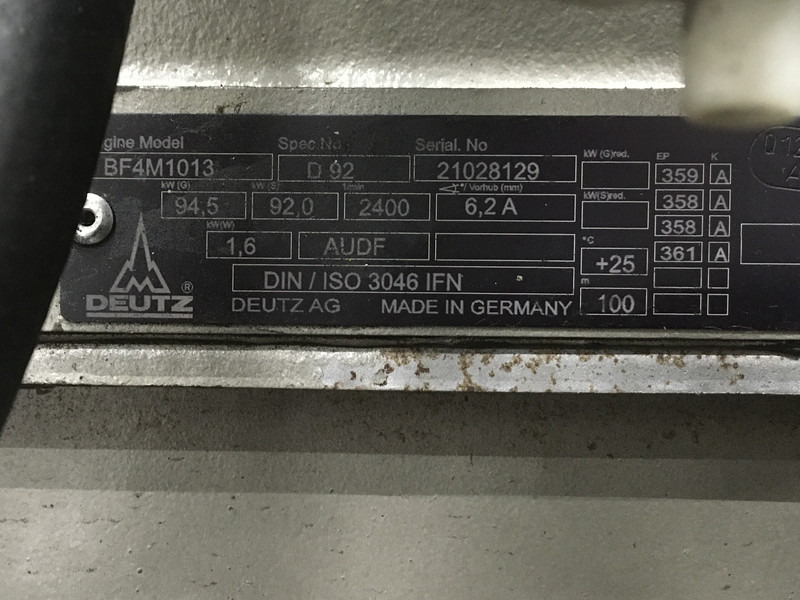 gine Model Spec No Serial. No
BF4M1013 D 92 21028129
kW (G) kW (S) 1/min °/ Vorhub (mm) kW (G)red. EP K
94,5 92,0 2400 6,2 A 359 A
kW(S)red. 358 A
kW(W) 358 A
1,6 AUDF °C 361 A
DIN / ISO 3046 IFN +25
m
DEUTZ ® DEUTZ AG MADE IN GERMANY 100